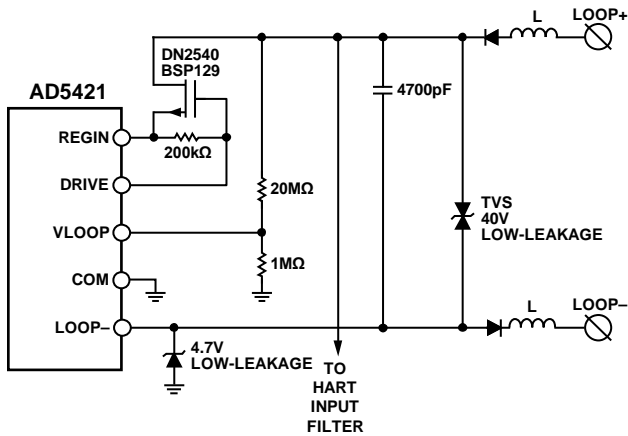 L
LOOP+
DN2540
BSP129
4700pF
AD5421
REGIN
200kΩ
DRIVE
20MΩ
TVS
40V
LOW-LEAKAGE
VLOOP
1MΩ
COM
L
LOOP–
LOOP–
4.7V
LOW-LEAKAGE
TO
HART
INPUT
FILTER